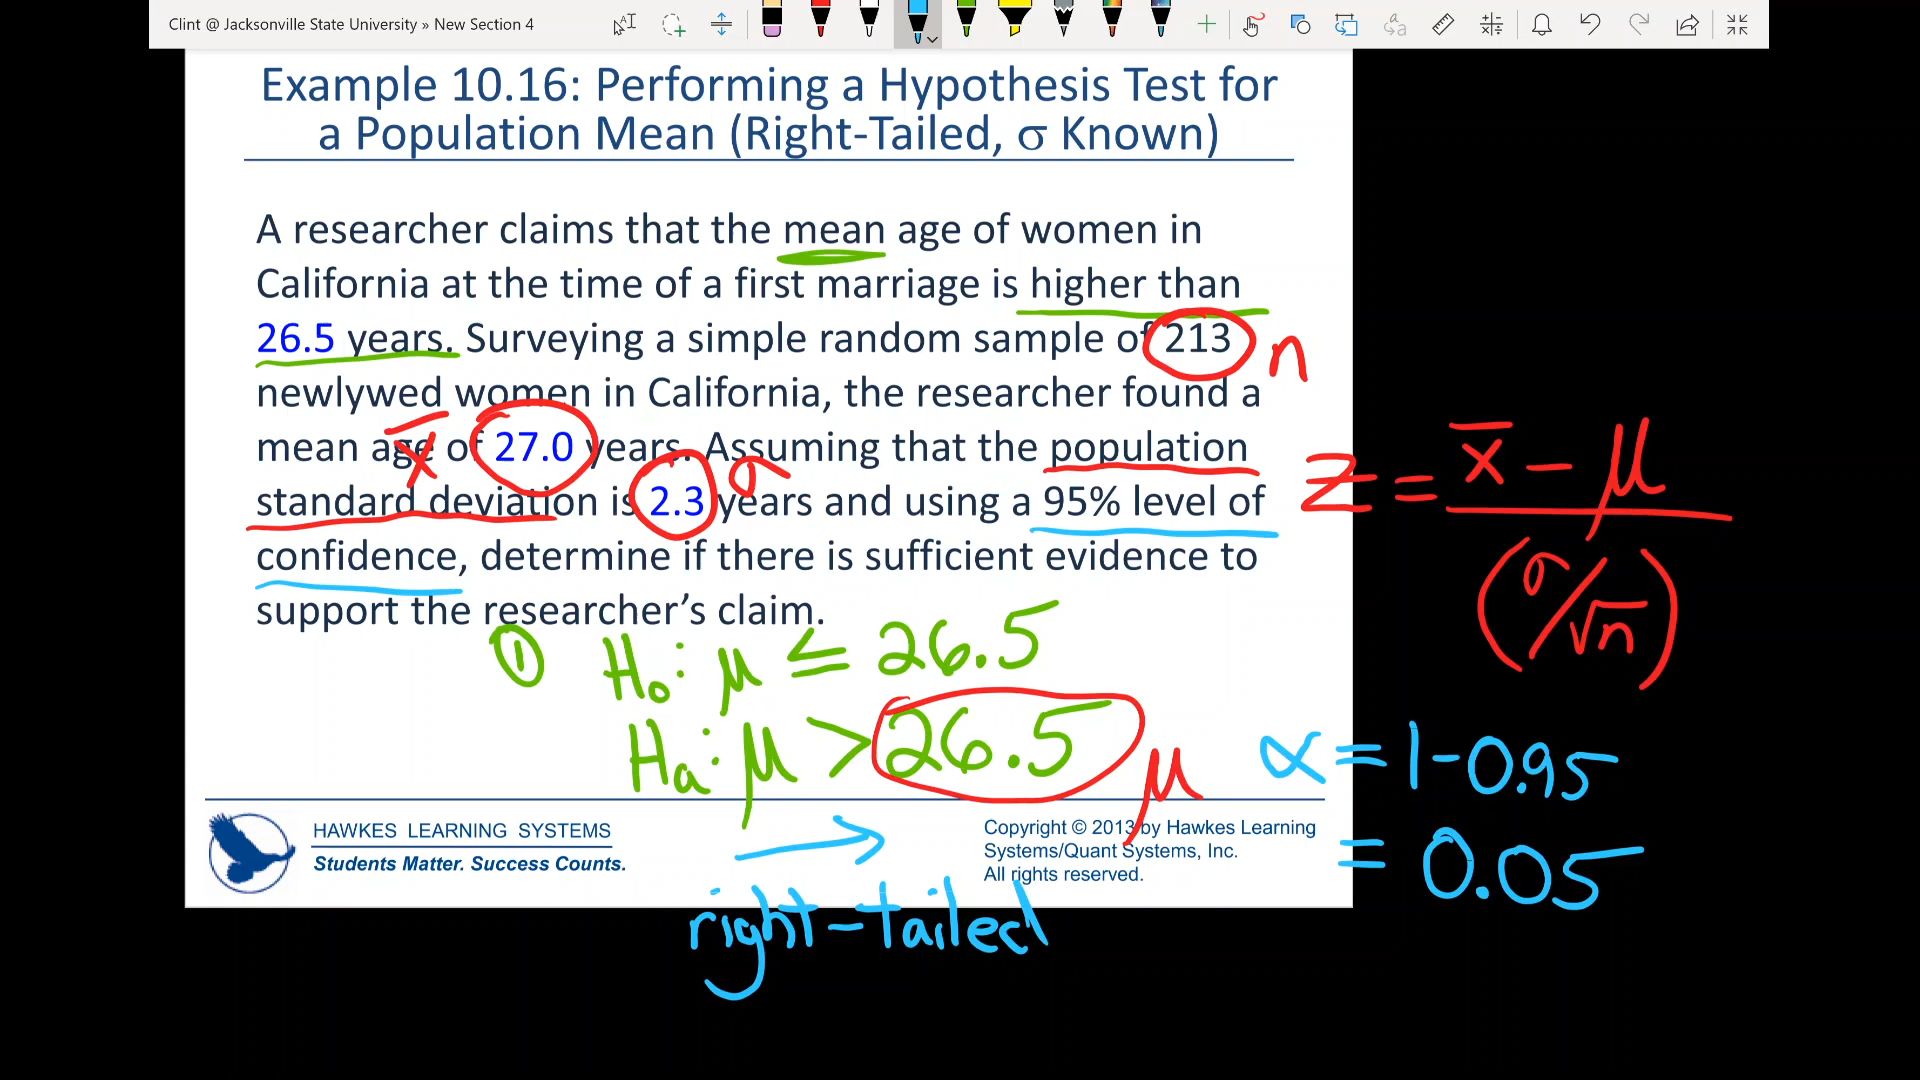 Clint @ Jacksonville State University » New Section 4
Example 10.16: Performing a Hypothesis Test for
a Population Mean (Right-Tailed, σ Known)
A researcher claims that the mean age of women in
California at the time of a first marriage is higher than
26.5 years. Surveying a simple random sample of 213
n
newlywed women in California, the researcher found a
mean age of 27.0 years. Assuming that the population
x̄
σ
standard deviation is 2.3 years and using a 95% level of
confidence, determine if there is sufficient evidence to
support the researcher's claim.
z = (x̄ − μ) / (σ/√n)
① H₀: μ ≤ 26.5
Hₐ: μ > 26.5
μ
α = 1 - 0.95
= 0.05
HAWKES LEARNING SYSTEMS
Students Matter. Success Counts.
Copyright © 2013 by Hawkes Learning
Systems/Quant Systems, Inc.
All rights reserved.
right-tailed